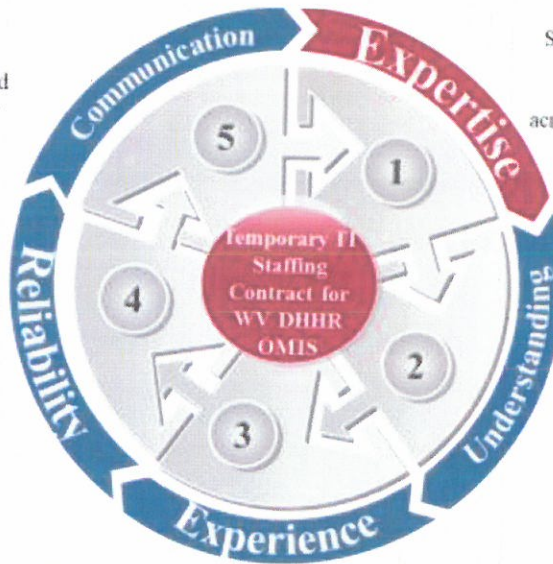 Communication
Expertise
Understanding
Experience
Reliability
5
1
4
2
3
Temporary IT
Staffing
Contract for
WV DHHR
OMIS